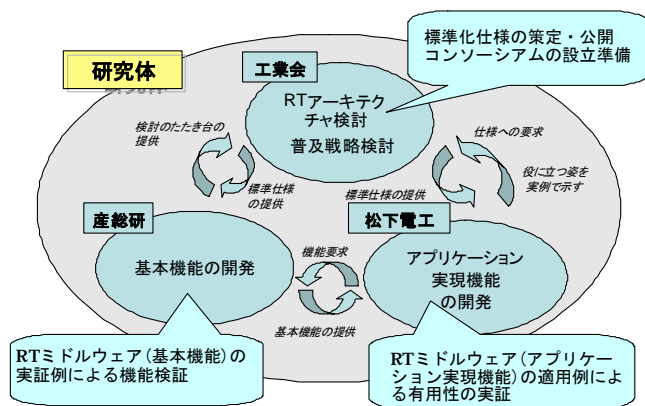 標準化仕様の策定・公開
コンソーシアムの設立準備
研究体
工業会
RTアーキテク
チャ検討
普及戦略検討
検討のたたき台の
提供
仕様への要求
標準仕様
の提供
標準仕様の提供
役に立つ姿を
実例で示す
産総研
松下電工
基本機能の開発
機能要求
アプリケーション
実現機能
の開発
基本機能の提供
RTミドルウェア(基本機能)の
実証例による機能検証
RTミドルウェア(アプリケー
ション実現機能)の適用例によ
る有用性の実証